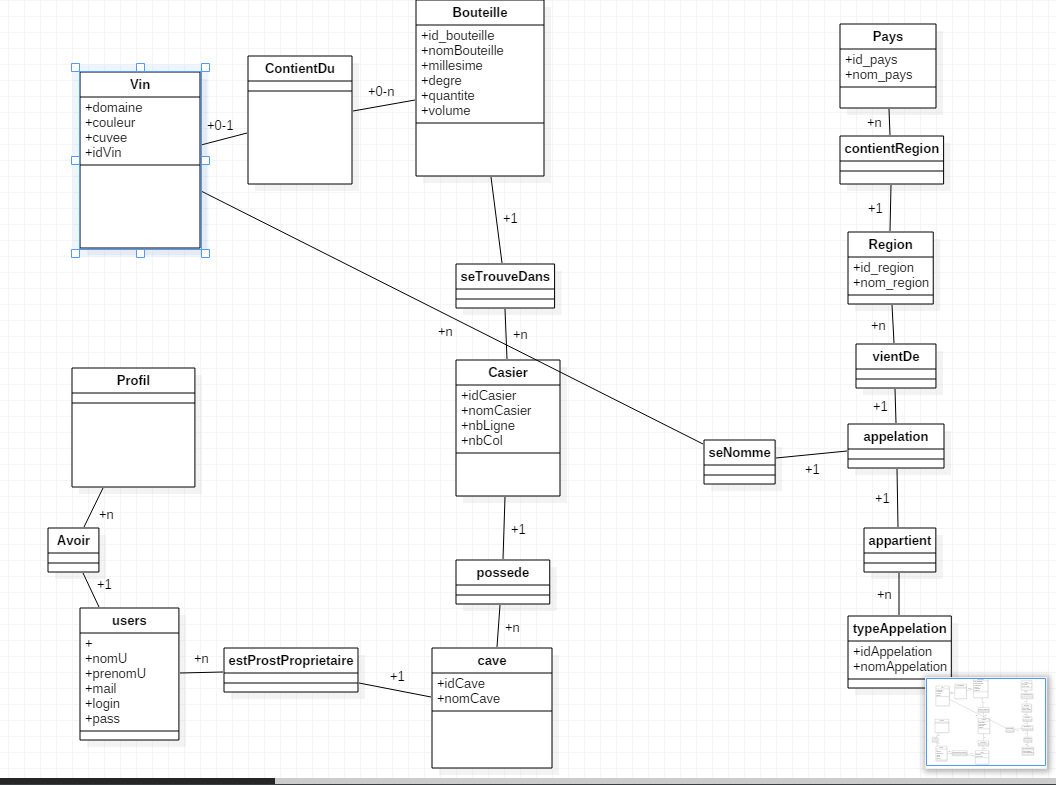 Bouteille
+id_bouteille
+nomBouteille
+millesime
+degre
+quantite
+volume
Pays
+id_pays
+nom_pays
ContientDu
Vin
+domaine
+couleur
+cuvee
+idVin
+0-1
+0-n
+n
contientRegion
+1
Region
+id_region
+nom_region
+1
seTrouveDans
+n
+n
+n
vientDe
Casier
+idCasier
+nomCasier
+nbLigne
+nbCol
Profil
+1
appelation
seNomme
+1
+1
+n
Avoir
+1
appartient
+1
possede
+n
users
+
+nomU
+prenomU
+mail
+login
+pass
+n
estProstProprietaire
+1
+n
cave
+idCave
+nomCave
typeAppelation
+idAppelation
+nomAppelation